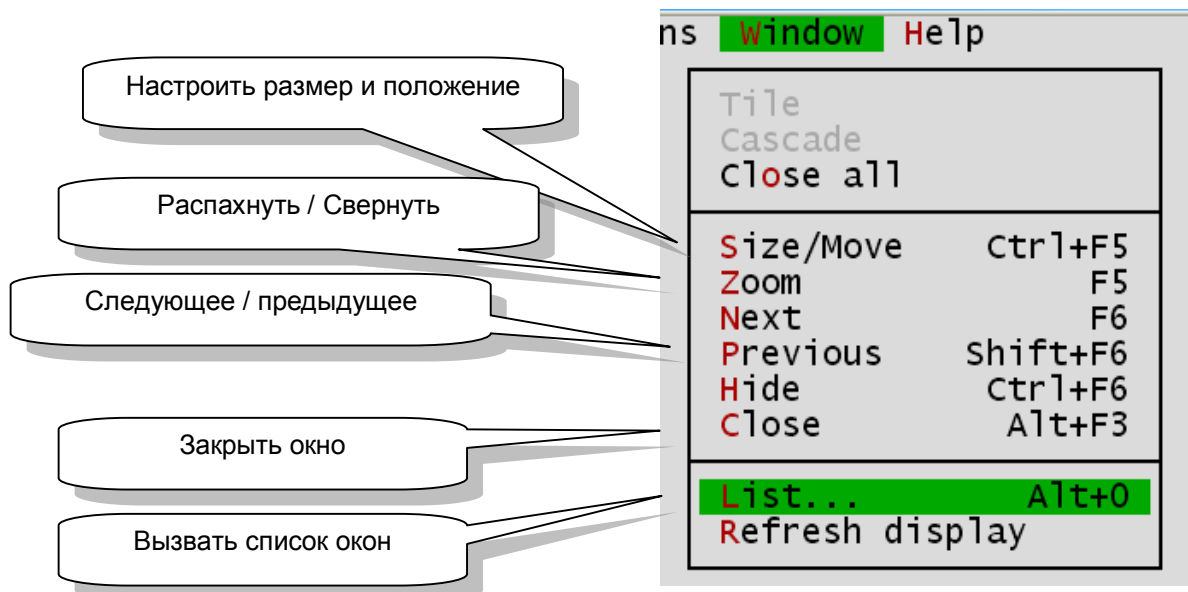 ns Window Help
Настроить размер и положение
Распахнуть / Свернуть
Следующее / предыдущее
Закрыть окно
Вызвать список окон
Tile
Cascade
Close all
Size/Move Ctrl+F5
Zoom F5
Next F6
Previous Shift+F6
Hide Ctrl+F6
Close Alt+F3
List... Alt+0
Refresh display